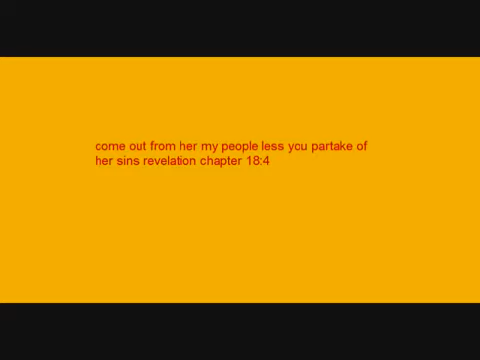 come out from her my people less you partake of
her sins revelation chapter 18:4